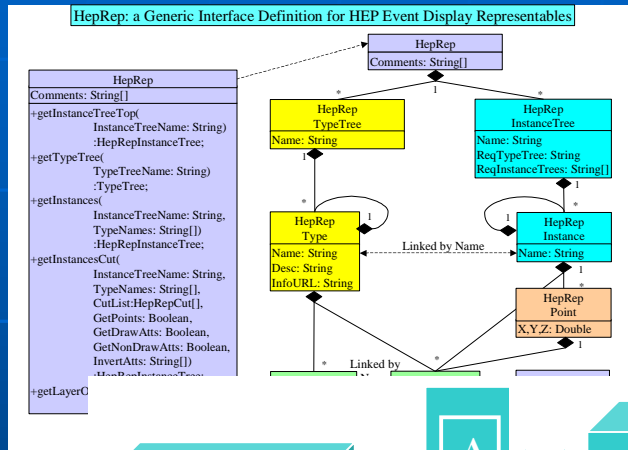 HepRep: a Generic Interface Definition for HEP Event Display Representables
HepRep
Comments: String[]
1
HepRep
Comments: String[]
+getInstanceTreeTop(
InstanceTreeName: String)
:HepRepInstanceTree;
+getTypeTree(
TypeTreeName: String)
:TypeTree;
+getInstances(
InstanceTreeName: String,
TypeNames: String[])
:HepRepInstanceTree;
+getInstancesCut(
InstanceTreeName: String,
TypeNames: String[],
CutList:HepRepCut[],
GetPoints: Boolean,
GetDrawAtts: Boolean,
GetNonDrawAtts: Boolean,
InvertAtts: String[])
:HepRepInstanceTree;
+getLayerO
*
HepRep
TypeTree
Name: String
1
*
HepRep
InstanceTree
Name: String
ReqTypeTree: String
ReqInstanceTrees: String[]
1
*
HepRep
Type
1
Name: String
Desc: String
InfoURL: String
Linked by Name
*
1
HepRep
Instance
Name: String
1
*
HepRep
Point
X,Y,Z: Double
1
*
Linked by
*
A